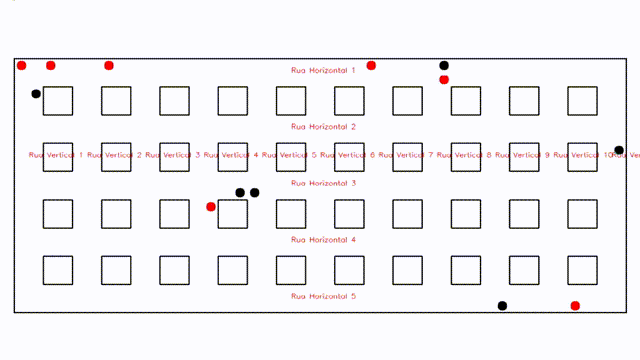 Rua Horizontal 1
Rua Horizontal 2
Rua Vertical 1 Rua Vertical 2 Rua Vertical 3 Rua Vertical 4 Rua Vertical 5 Rua Vertical 6 Rua Vertical 7 Rua Vertical 8 Rua Vertical 9 Rua Vertical 10 Rua Ve
Rua Horizontal 3
Rua Horizontal 4
Rua Horizontal 5